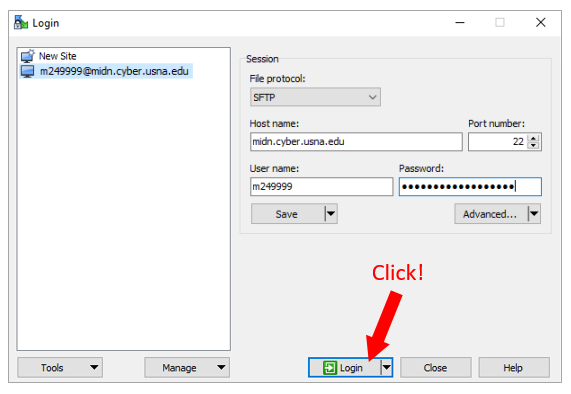 Login
New Site
m249999@midn.cyber.usna.edu
Session
File protocol:
SFTP
Host name: Port number:
midn.cyber.usna.edu 22
User name: Password:
m249999 ••••••••••••••••••
Save Advanced...
Click!
Tools Manage Login Close Help